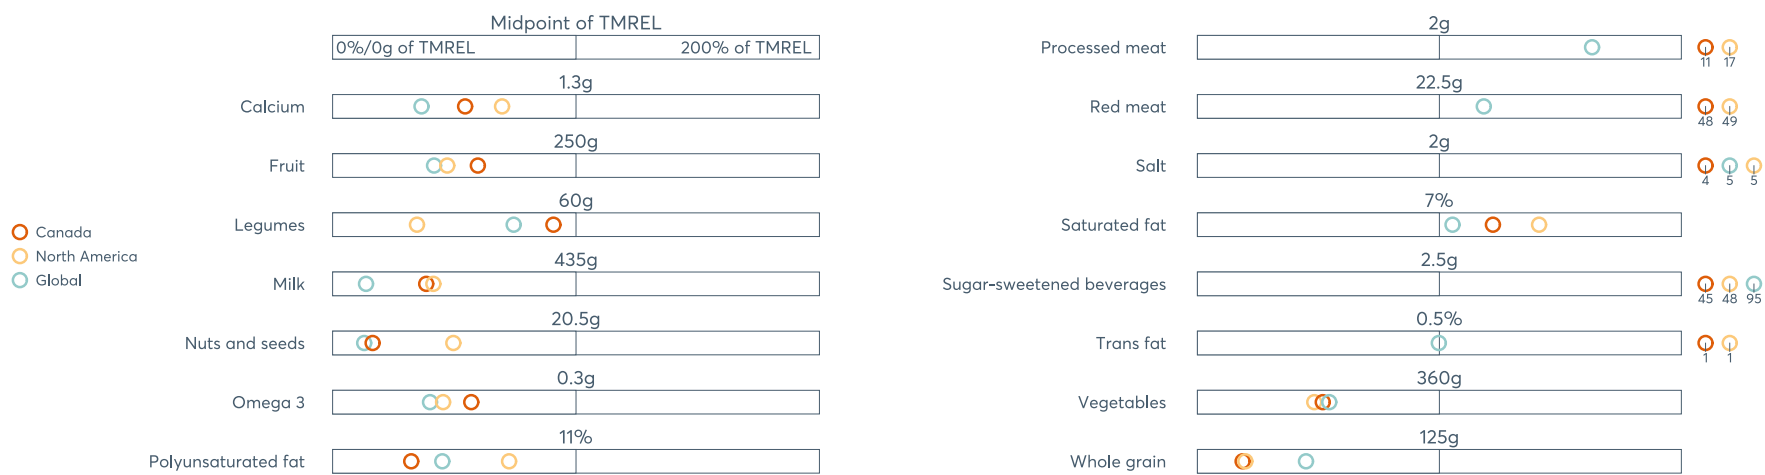 Midpoint of TMREL
0%/0g of TMREL 200% of TMREL
1.3g
Calcium
250g
Fruit
60g
Legumes
435g
Milk
20.5g
Nuts and seeds
0.3g
Omega 3
11%
Polyunsaturated fat
Canada
North America
Global
2g
Processed meat
11 17
22.5g
Red meat
48 49
2g
Salt
4 5 5
7%
Saturated fat
2.5g
Sugar-sweetened beverages
45 48 95
0.5%
Trans fat
1 1
360g
Vegetables
125g
Whole grain